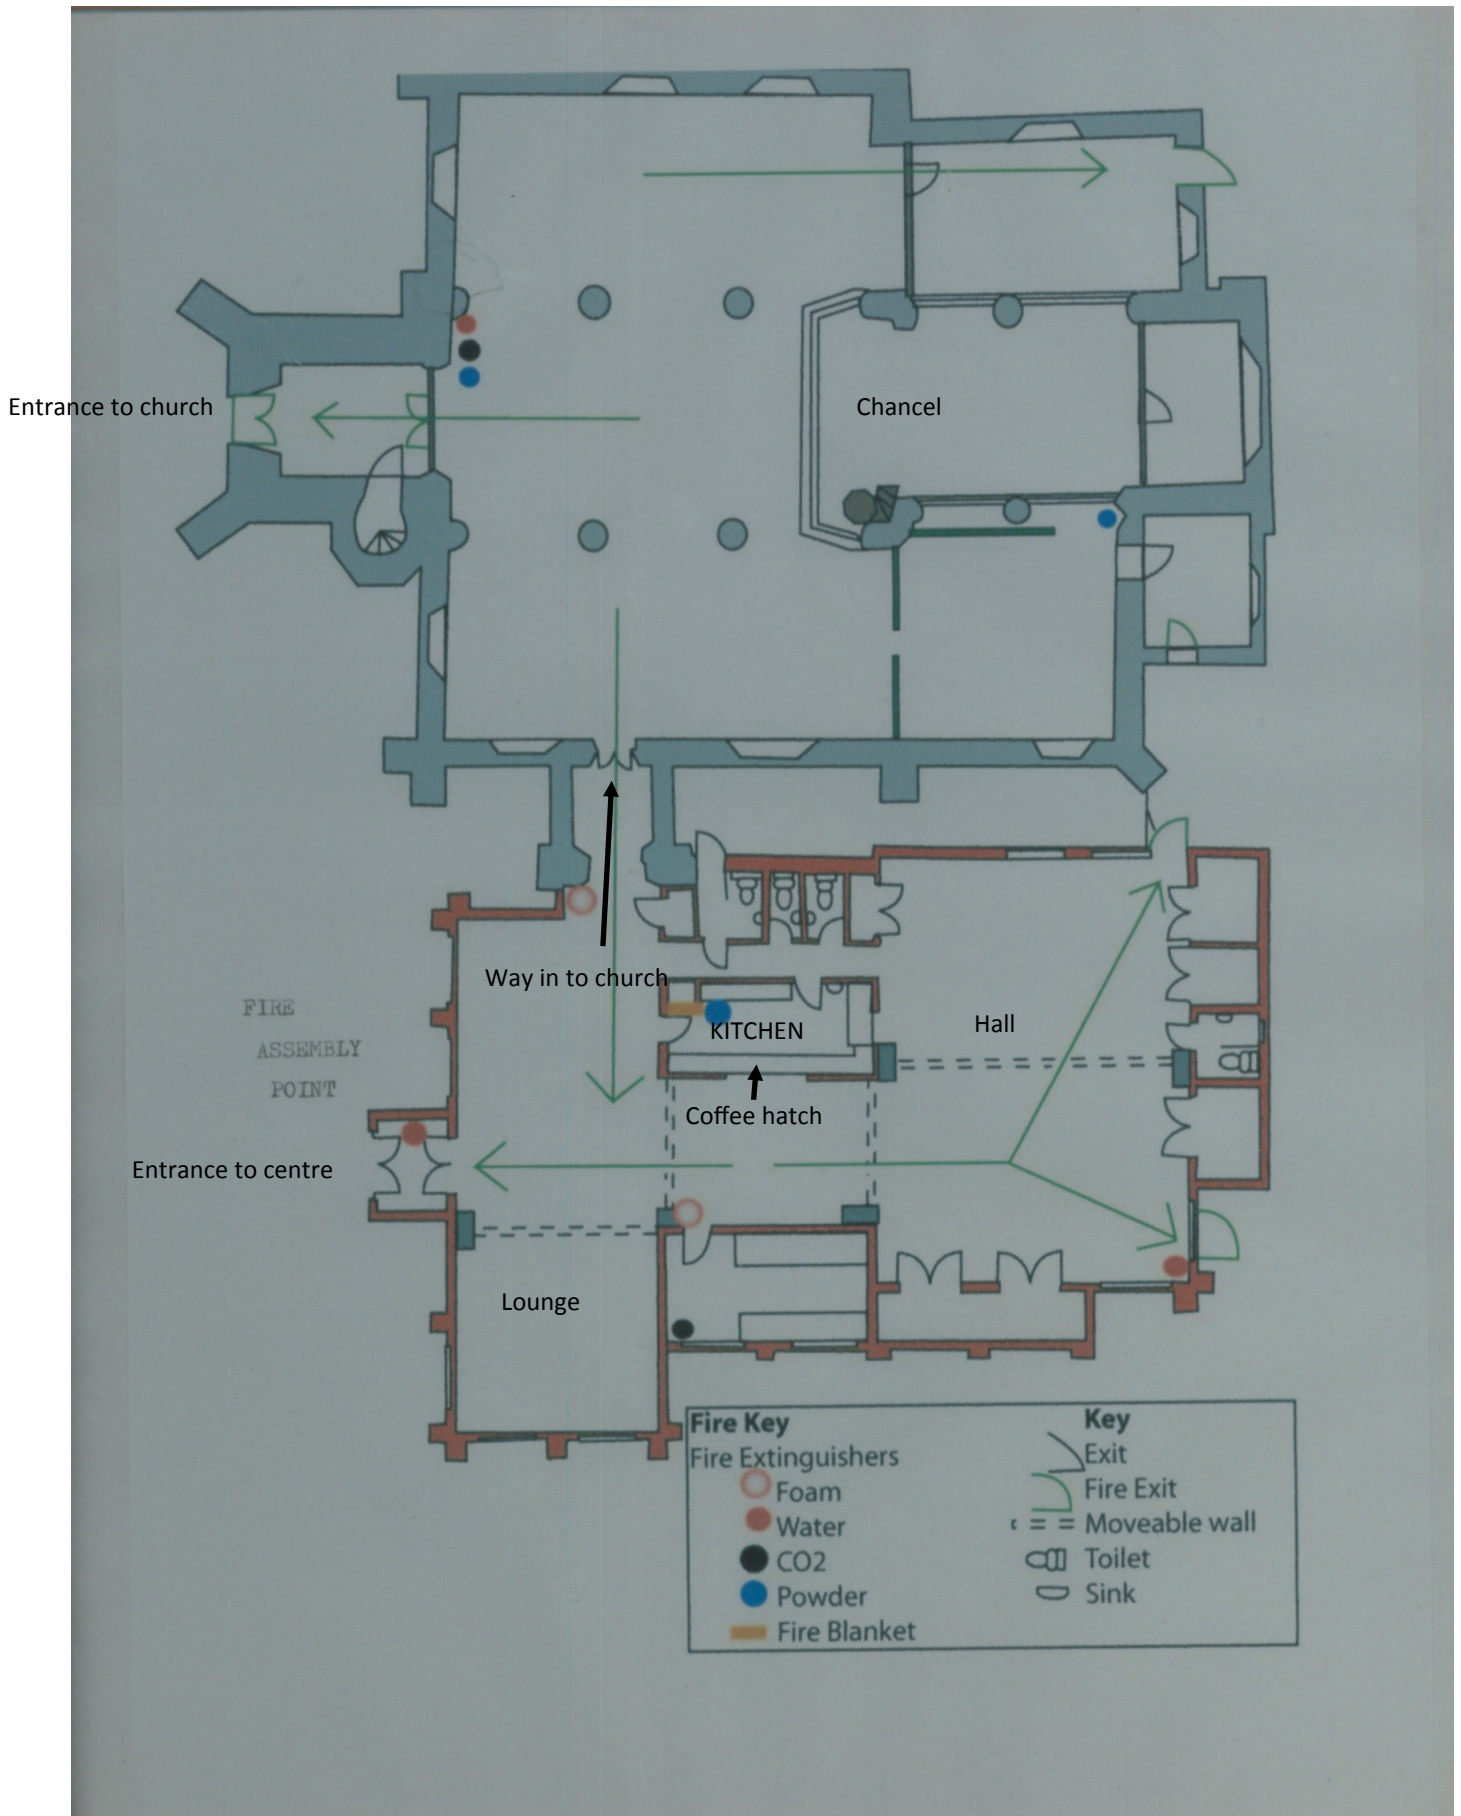 Entrance to church
Chancel
Way in to church
FIRE
ASSEMBLY
POINT
KITCHEN
Hall
Coffee hatch
Entrance to centre
Lounge
Fire Key
Fire Extinguishers
Foam
Water
CO2
Powder
Fire Blanket
Key
Exit
Fire Exit
Moveable wall
Toilet
Sink